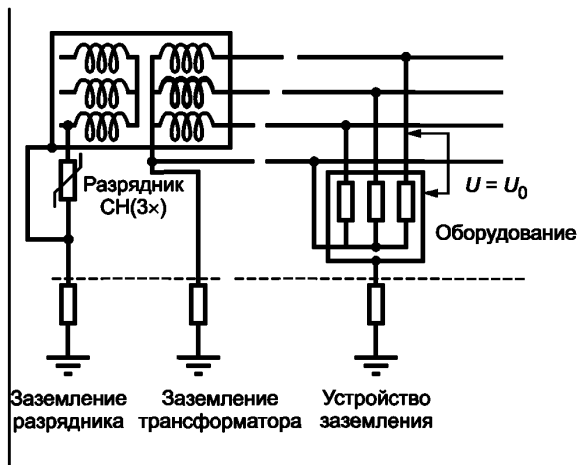 Разрядник
СН(3×)
U = U₀
Оборудование
Заземление
разрядника
Заземление
трансформатора
Устройство
заземления